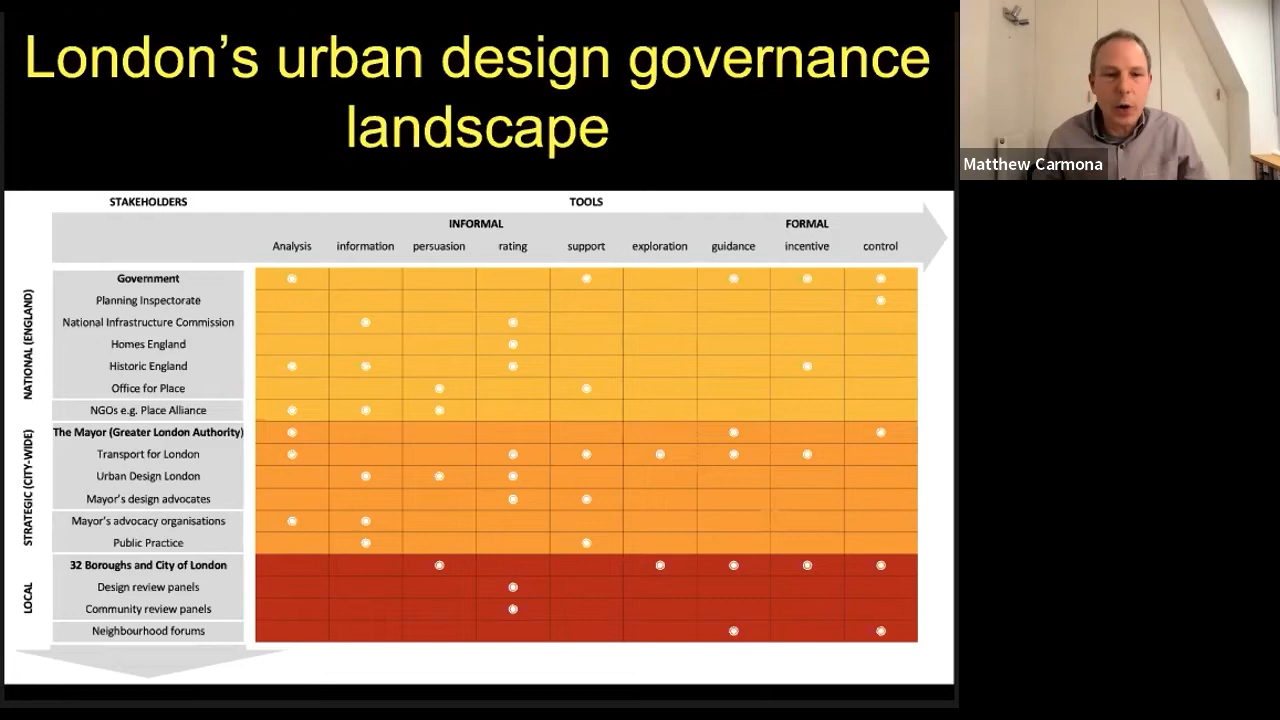 London's urban design governance
landscape
Matthew Carmona
STAKEHOLDERS
TOOLS
INFORMAL
FORMAL
Analysis
information
persuasion
rating
support
exploration
guidance
incentive
control
NATIONAL (ENGLAND)
Government
Planning Inspectorate
National Infrastructure Commission
Homes England
Historic England
Office for Place
NGOs e.g. Place Alliance
STRATEGIC (CITY-WIDE)
The Mayor (Greater London Authority)
Transport for London
Urban Design London
Mayor's design advocates
Mayor's advocacy organisations
Public Practice
LOCAL
32 Boroughs and City of London
Design review panels
Community review panels
Neighbourhood forums